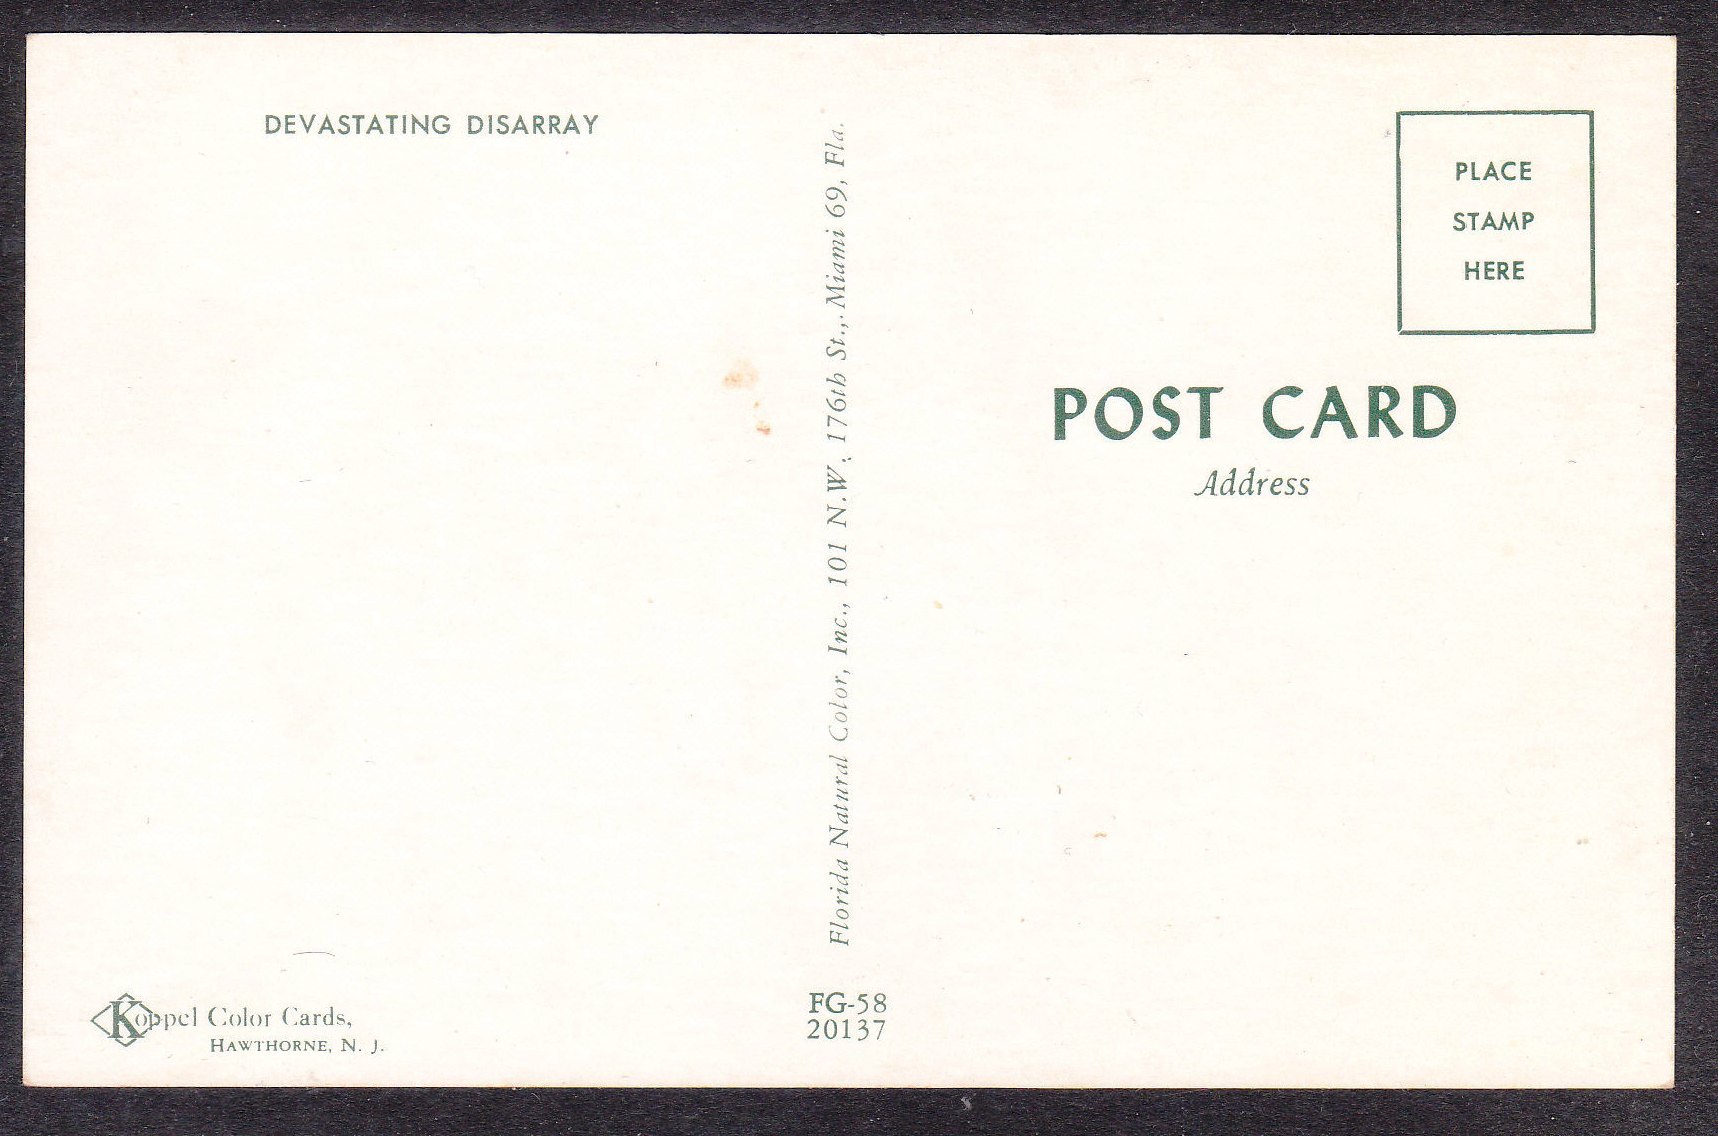 DEVASTATING DISARRAY
Florida Natural Color, Inc., 101 N.W. 176th St., Miami 69, Fla.
PLACE
STAMP
HERE
POST CARD
Address
Koppel Color Cards,
HAWTHORNE, N. J.
FG-58
20137